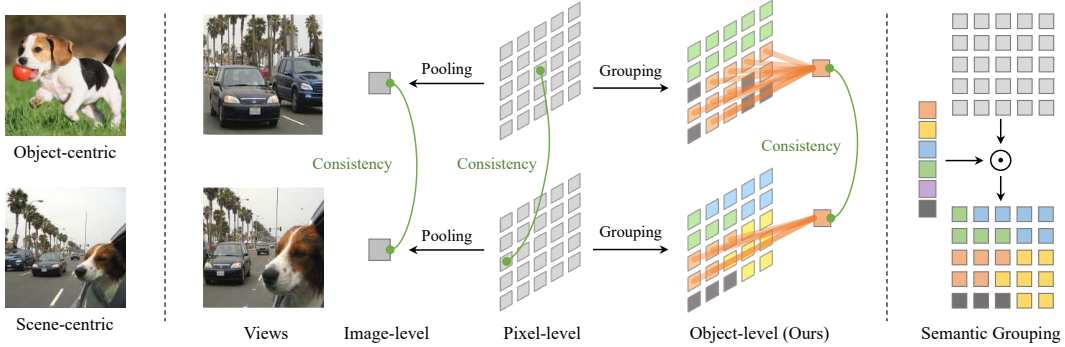 Object-centric
Scene-centric
Views
Pooling
Consistency
Pooling
Image-level
Consistency
Pixel-level
Grouping
Consistency
Grouping
Object-level (Ours)
Semantic Grouping